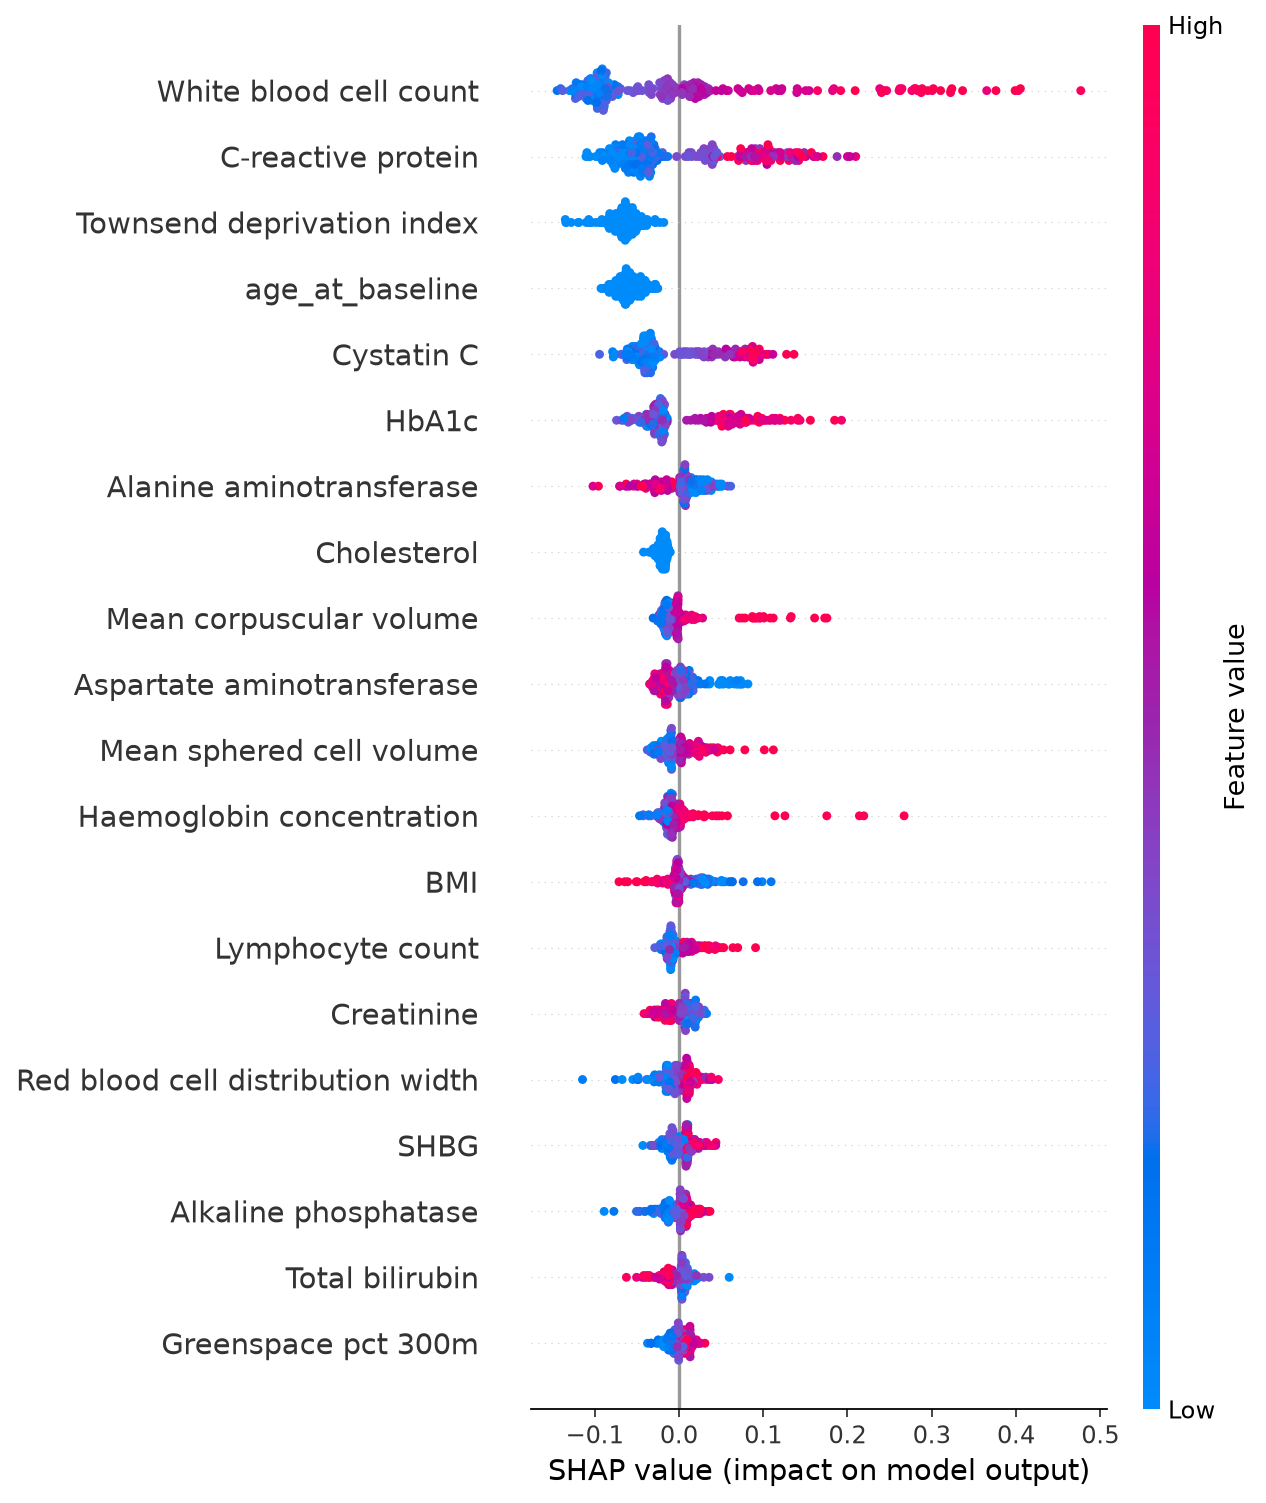 High
White blood cell count
C-reactive protein
Townsend deprivation index
age_at_baseline
Cystatin C
HbA1c
Alanine aminotransferase
Cholesterol
Mean corpuscular volume
Aspartate aminotransferase
Mean sphered cell volume
Haemoglobin concentration
BMI
Lymphocyte count
Creatinine
Red blood cell distribution width
SHBG
Alkaline phosphatase
Total bilirubin
Greenspace pct 300m
Feature value
Low
−0.1 0.0 0.1 0.2 0.3 0.4 0.5
SHAP value (impact on model output)